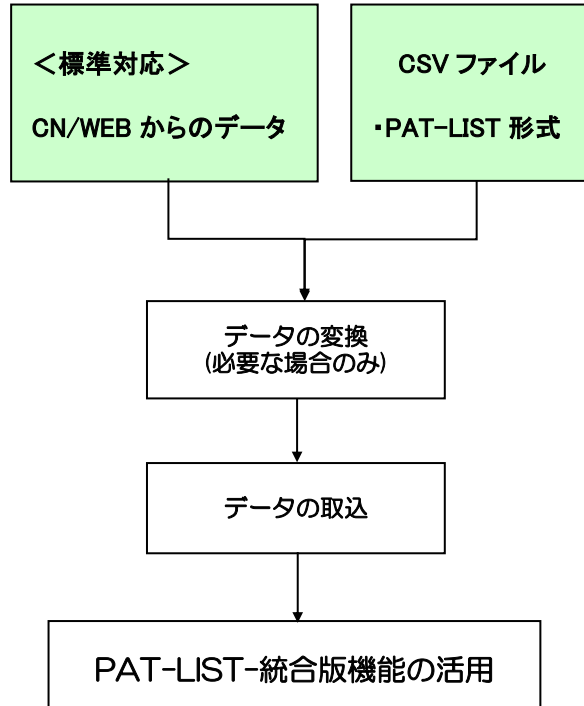 ＜標準対応＞
CN/WEB からのデータ
CSV ファイル
・PAT-LIST 形式
データの変換
(必要な場合のみ)
データの取込
PAT-LIST-統合版機能の活用